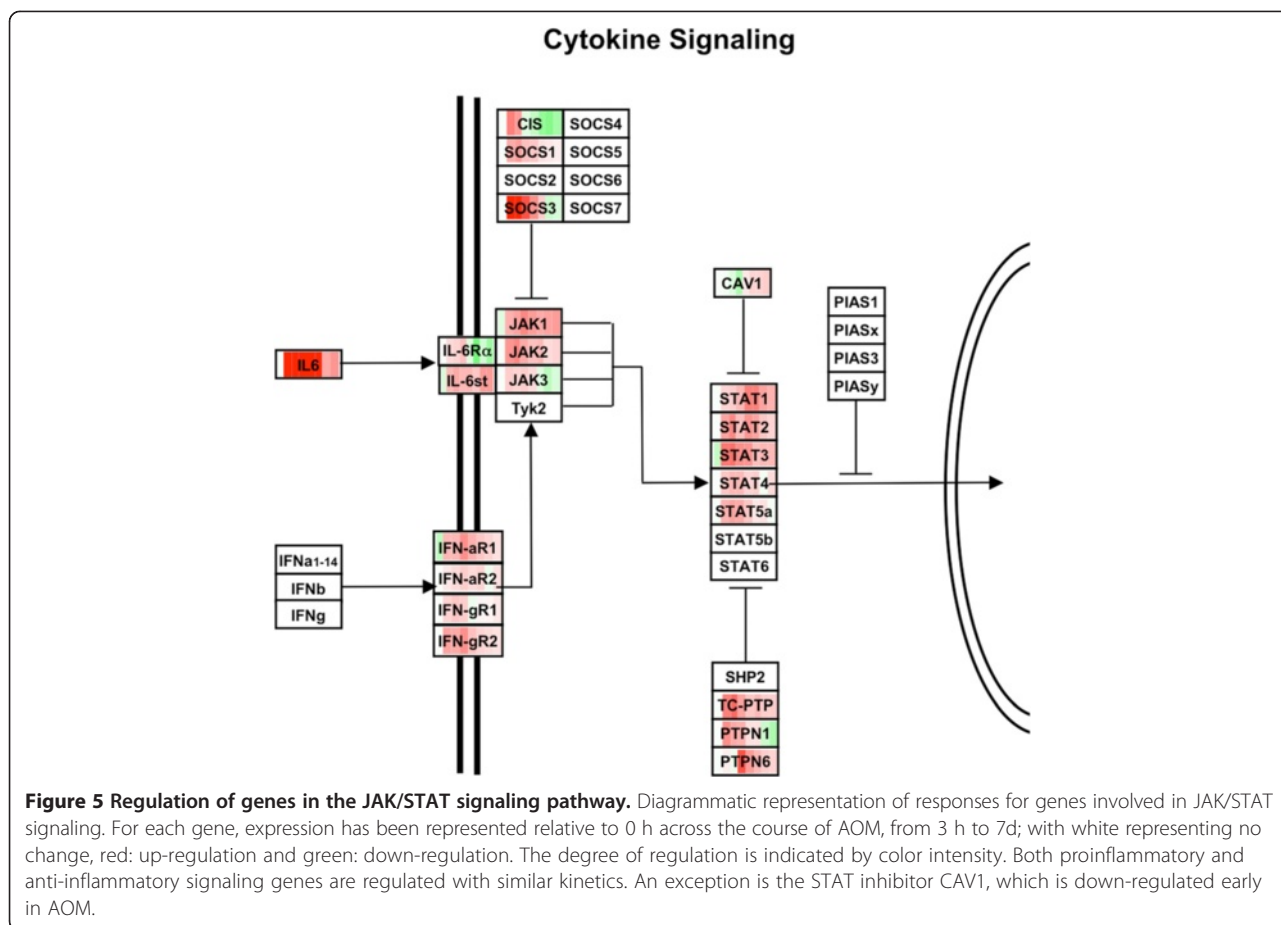 Cytokine Signaling
CIS SOCS4
SOCS1 SOCS5
SOCS2 SOCS6
SOCS3 SOCS7
CAV1
PIAS1
PIASx
PIAS3
PIASy
IL6
IL-6Rα
IL-6st
JAK1
JAK2
JAK3
Tyk2
STAT1
STAT2
STAT3
STAT4
STAT5a
STAT5b
STAT6
IFNa1-14
IFNb
IFNg
IFN-aR1
IFN-aR2
IFN-gR1
IFN-gR2
SHP2
TC-PTP
PTPN1
PTPN6
Figure 5 Regulation of genes in the JAK/STAT signaling pathway. Diagrammatic representation of responses for genes involved in JAK/STAT
signaling. For each gene, expression has been represented relative to 0 h across the course of AOM, from 3 h to 7d; with white representing no
change, red: up-regulation and green: down-regulation. The degree of regulation is indicated by color intensity. Both proinflammatory and
anti-inflammatory signaling genes are regulated with similar kinetics. An exception is the STAT inhibitor CAV1, which is down-regulated early
in AOM.